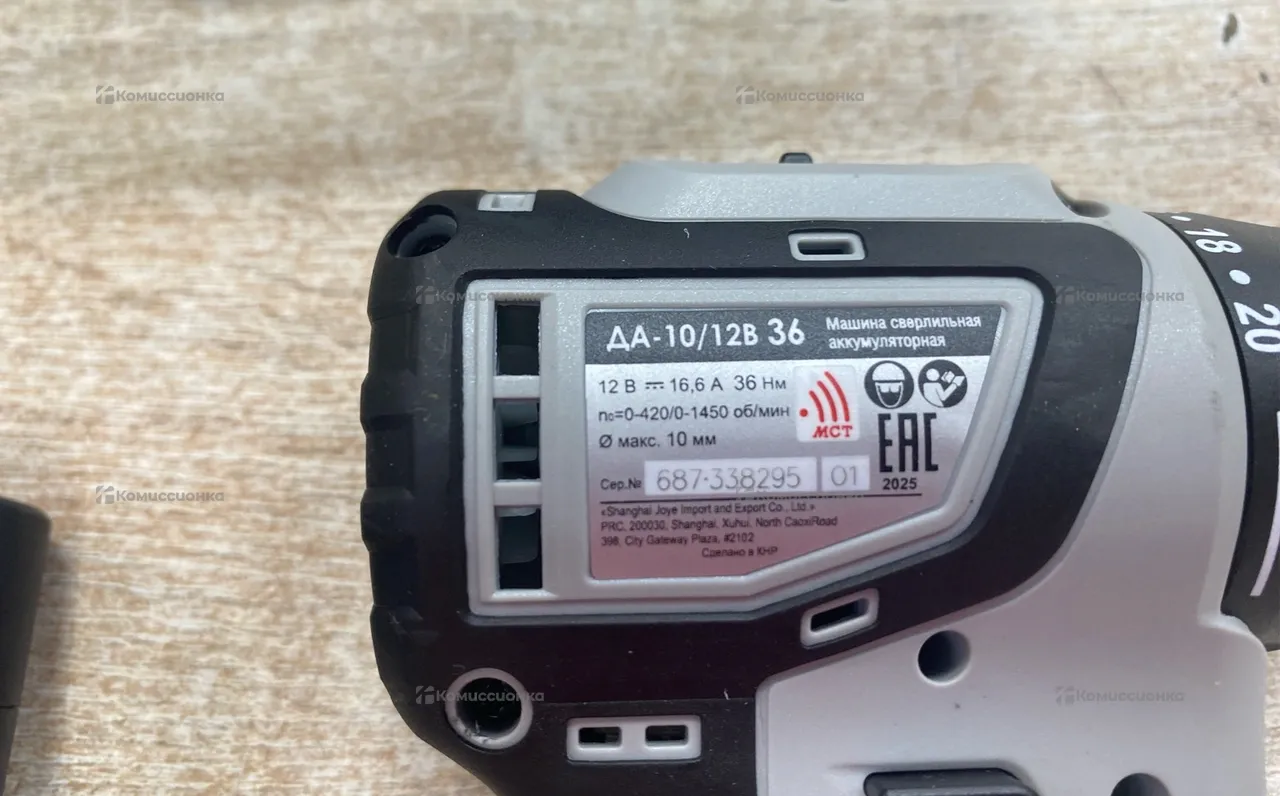 Комиссионка
Комиссионка
18
20
Комиссионка
Комиссионка
ДА-10/12В 36
Машина сверлильная
аккумуляторная
12 В ⎓ 16,6 А 36 Нм
n₀=0-420/0-1450 об/мин
Ø макс. 10 мм
МСТ
EAC
2025
Сер.№ 687·338295 01
«Shanghai Joye Import and Export Co., Ltd.»
PRC, 200030, Shanghai, Xuhui, North CaoxiRoad
398, City Gateway Plaza, #2102
Сделано в КНР
Комиссионка
Комиссионка
Комиссионка